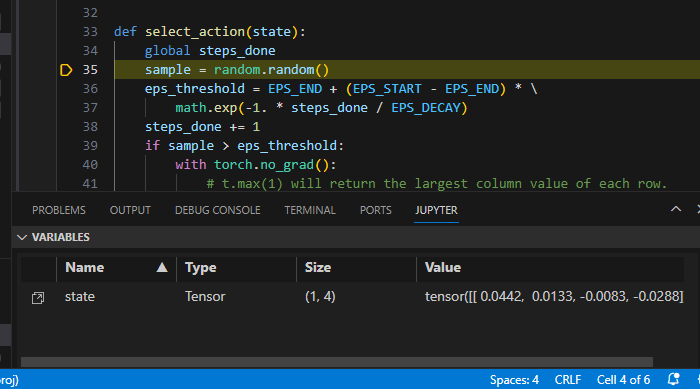 32
33 def select_action(state):
34 global steps_done
35 sample = random.random()
36 eps_threshold = EPS_END + (EPS_START - EPS_END) * \
37 math.exp(-1. * steps_done / EPS_DECAY)
38 steps_done += 1
39 if sample > eps_threshold:
40 with torch.no_grad():
41 # t.max(1) will return the largest column value of each row.
PROBLEMS OUTPUT DEBUG CONSOLE TERMINAL PORTS JUPYTER
VARIABLES
Name Type Size Value
state Tensor (1, 4) tensor([[ 0.0442, 0.0133, -0.0083, -0.0288]
roj) Spaces: 4 CRLF Cell 4 of 6